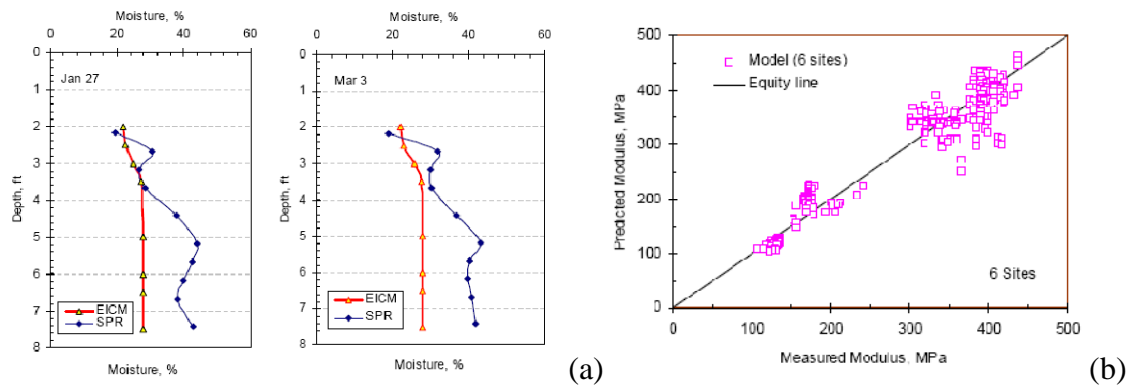 Moisture, %
0 20 40 60
0
1
2
3
4
5
6
7
8
Depth, ft
Jan 27
EICM
SPR
Moisture, %
Moisture, %
0 20 40 60
0
1
2
3
4
5
6
7
8
Depth, ft
Mar 3
EICM
SPR
Moisture, %
(a)
500
400
300
200
100
0
Predicted Modulus, MPa
Model (6 sites)
Equity line
6 Sites
0 100 200 300 400 500
Measured Modulus, MPa
(b)